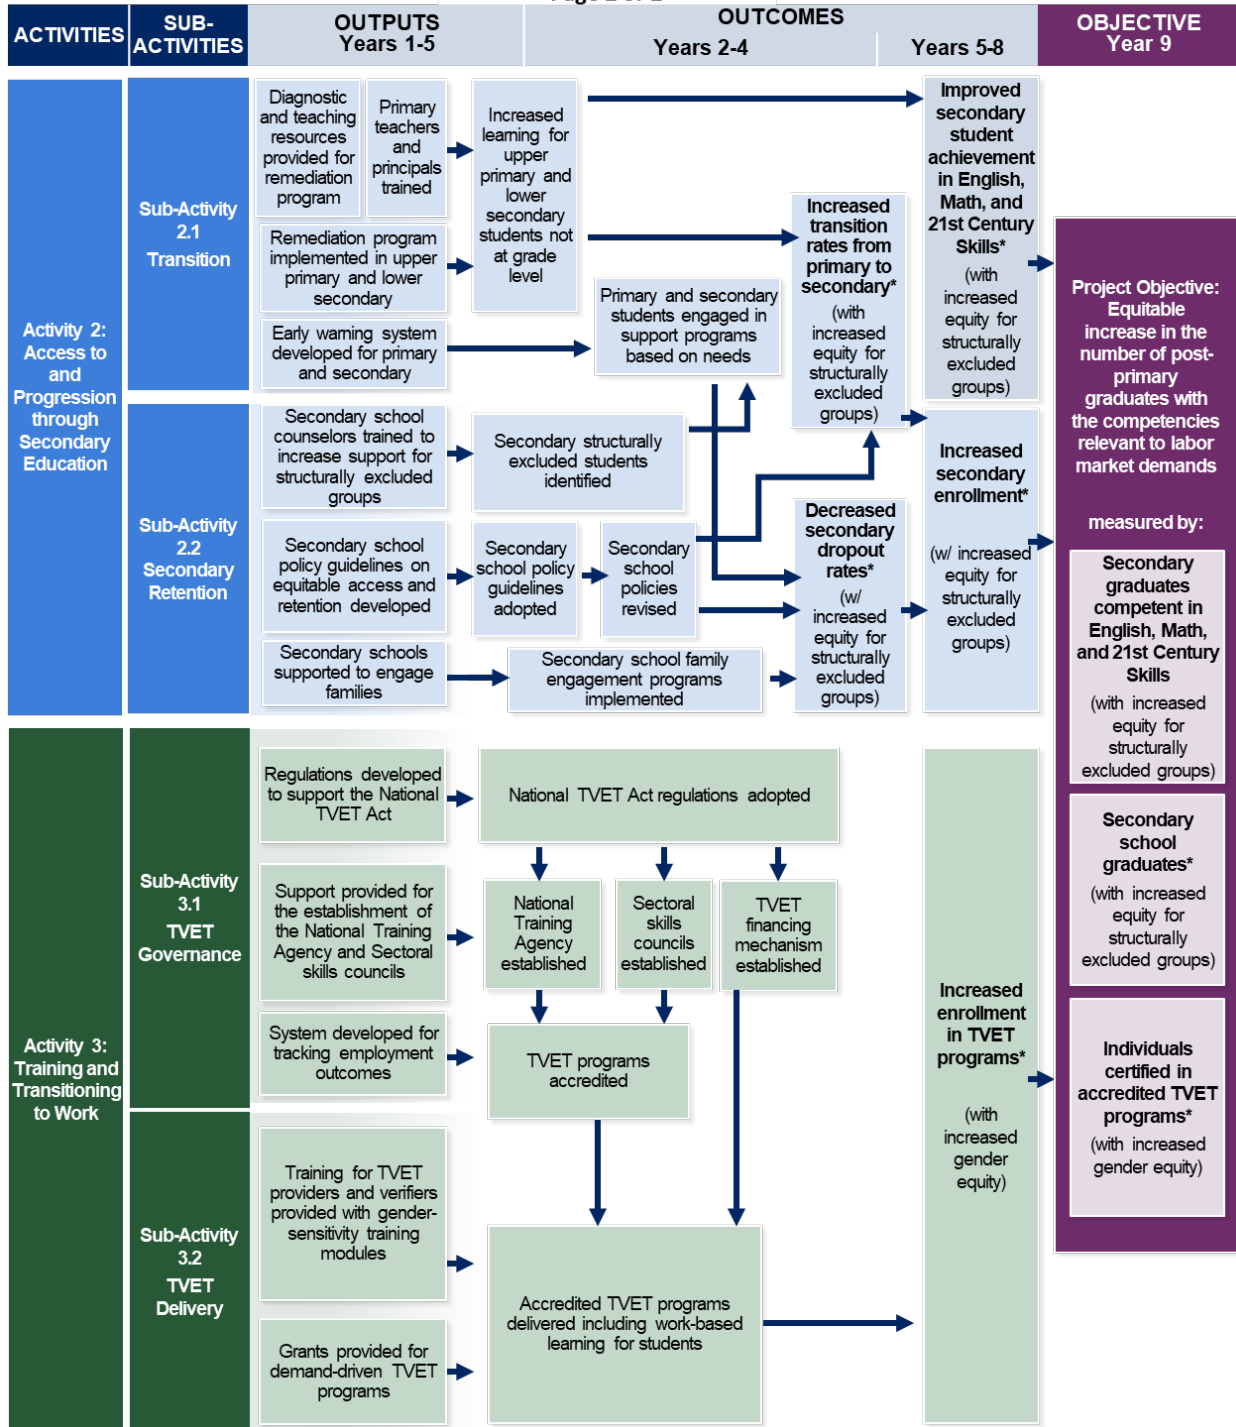 ACTIVITIES
SUB-
ACTIVITIES
OUTPUTS
Years 1-5
OUTCOMES
Years 2-4
Years 5-8
OBJECTIVE
Year 9
Activity 2:
Access to
and
Progression
through
Secondary
Education
Sub-Activity
2.1
Transition
Diagnostic
and teaching
resources
provided for
remediation
program
Primary
teachers
and
principals
trained
Increased
learning for
upper
primary and
lower
secondary
students not
at grade
level
Remediation program
implemented in upper
primary and lower
secondary
Early warning system
developed for primary
and secondary
Primary and secondary
students engaged in
support programs
based on needs
Increased
transition
rates from
primary to
secondary*
(with
increased
equity for
structurally
excluded
groups)
Improved
secondary
student
achievement
in English,
Math, and
21st Century
Skills*
(with
increased
equity for
structurally
excluded
groups)
Sub-Activity
2.2
Secondary
Retention
Secondary school
counselors trained to
increase support for
structurally excluded
groups
Secondary structurally
excluded students
identified
Secondary school
policy guidelines on
equitable access and
retention developed
Secondary
school policy
guidelines
adopted
Secondary
school
policies
revised
Secondary schools
supported to engage
families
Secondary school family
engagement programs
implemented
Decreased
secondary
dropout
rates*
(w/
increased
equity for
structurally
excluded
groups)
Increased
secondary
enrollment*
(w/ increased
equity for
structurally
excluded
groups)
Project Objective:
Equitable
increase in the
number of post-
primary
graduates with
the competencies
relevant to labor
market demands
measured by:
Secondary
graduates
competent in
English, Math,
and 21st Century
Skills
(with increased
equity for
structurally
excluded groups)
Secondary
school
graduates*
(with increased
equity for
structurally
excluded groups)
Individuals
certified in
accredited TVET
programs*
(with increased
gender equity)
Activity 3:
Training and
Transitioning
to Work
Sub-Activity
3.1
TVET
Governance
Regulations developed
to support the National
TVET Act
National TVET Act regulations adopted
Support provided for
the establishment of
the National Training
Agency and Sectoral
skills councils
National
Training
Agency
established
Sectoral
skills
councils
established
TVET
financing
mechanism
established
System developed for
tracking employment
outcomes
TVET programs
accredited
Sub-Activity
3.2
TVET
Delivery
Training for TVET
providers and verifiers
provided with gender-
sensitivity training
modules
Grants provided for
demand-driven TVET
programs
Accredited TVET programs
delivered including work-based
learning for students
Increased
enrollment
in TVET
programs*
(with
increased
gender
equity)